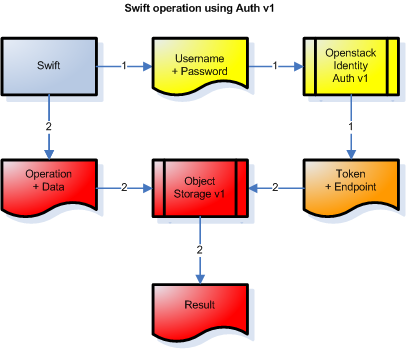 Swift operation using Auth v1
Swift
1
Username
+ Password
1
Openstack
Identity
Auth v1
2
1
Operation
+ Data
2
Object
Storage v1
2
Token
+ Endpoint
2
Result